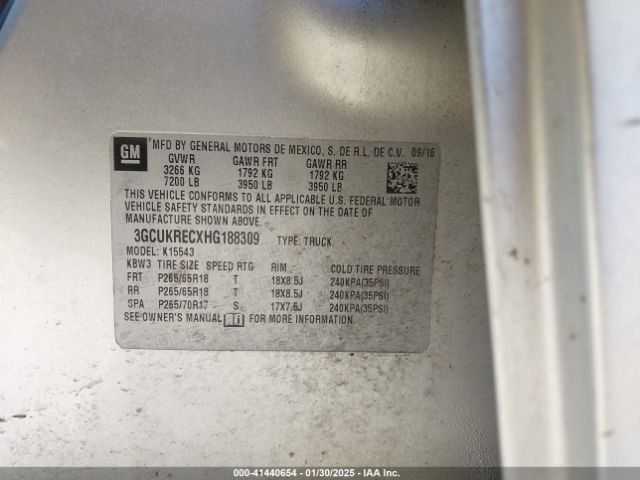 GM
MFD BY GENERAL MOTORS DE MEXICO, S. DE R.L. DE C.V. 09/16
GVWR GAWR FRT GAWR RR
3266 KG 1792 KG 1792 KG
7200 LB 3950 LB 3950 LB
THIS VEHICLE CONFORMS TO ALL APPLICABLE U.S. FEDERAL MOTOR
VEHICLE SAFETY STANDARDS IN EFFECT ON THE DATE OF
MANUFACTURE SHOWN ABOVE.
3GCUKRECXHG188309 TYPE: TRUCK
MODEL: K15543
KBW3 TIRE SIZE SPEED RTG RIM COLD TIRE PRESSURE
FRT P265/65R18 T 18X8.5J 240KPA(35PSI)
RR P265/65R18 T 18X8.5J 240KPA(35PSI)
SPA P265/70R17 S 17X7.5J 240KPA(35PSI)
SEE OWNER'S MANUAL FOR MORE INFORMATION.
000-41440654 | 01/30/2025 - IAA Inc.